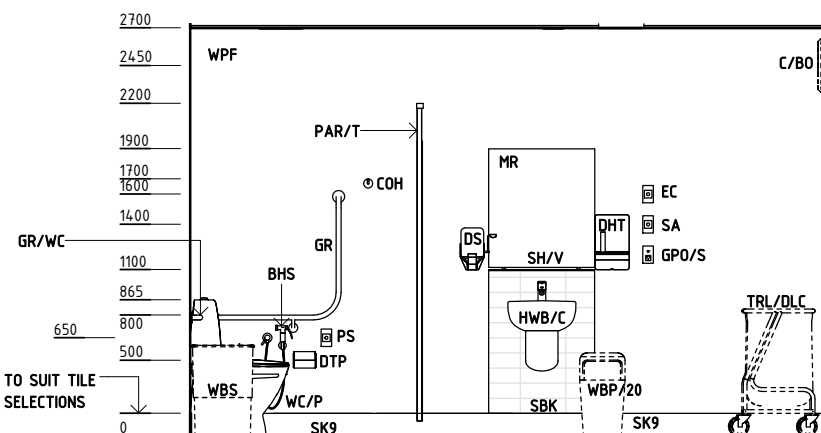 2700
2450
2200
1900
1700
1600
1400
1100
865
800
650
500
0
GR/WC
TO SUIT TILE
SELECTIONS
WPF
C/BO
PAR/T
COH
GR
BHS
PS
DTP
WBS
WC/P
SK9
MR
EC
SA
GPO/S
DS
DHT
SH/V
HWB/C
SBK
WBP/20
SK9
TRL/DLC